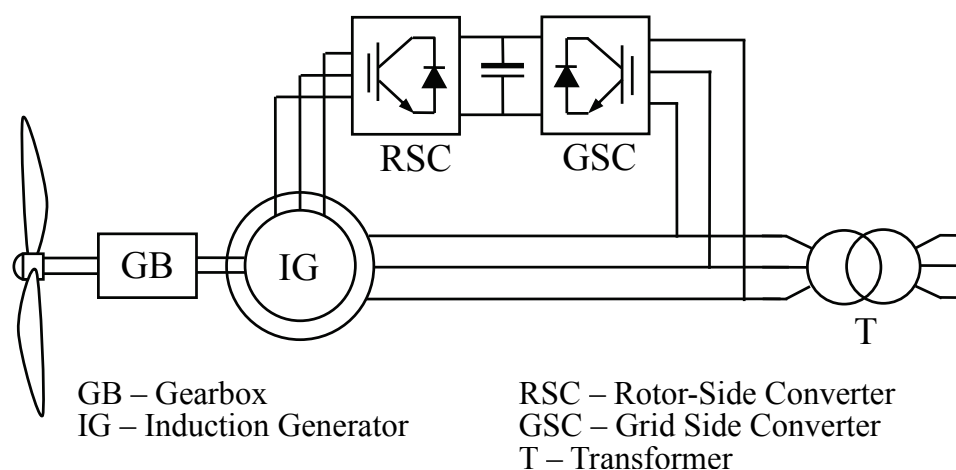 RSC
GSC
GB
IG
T
GB – Gearbox
IG – Induction Generator
RSC – Rotor-Side Converter
GSC – Grid Side Converter
T – Transformer